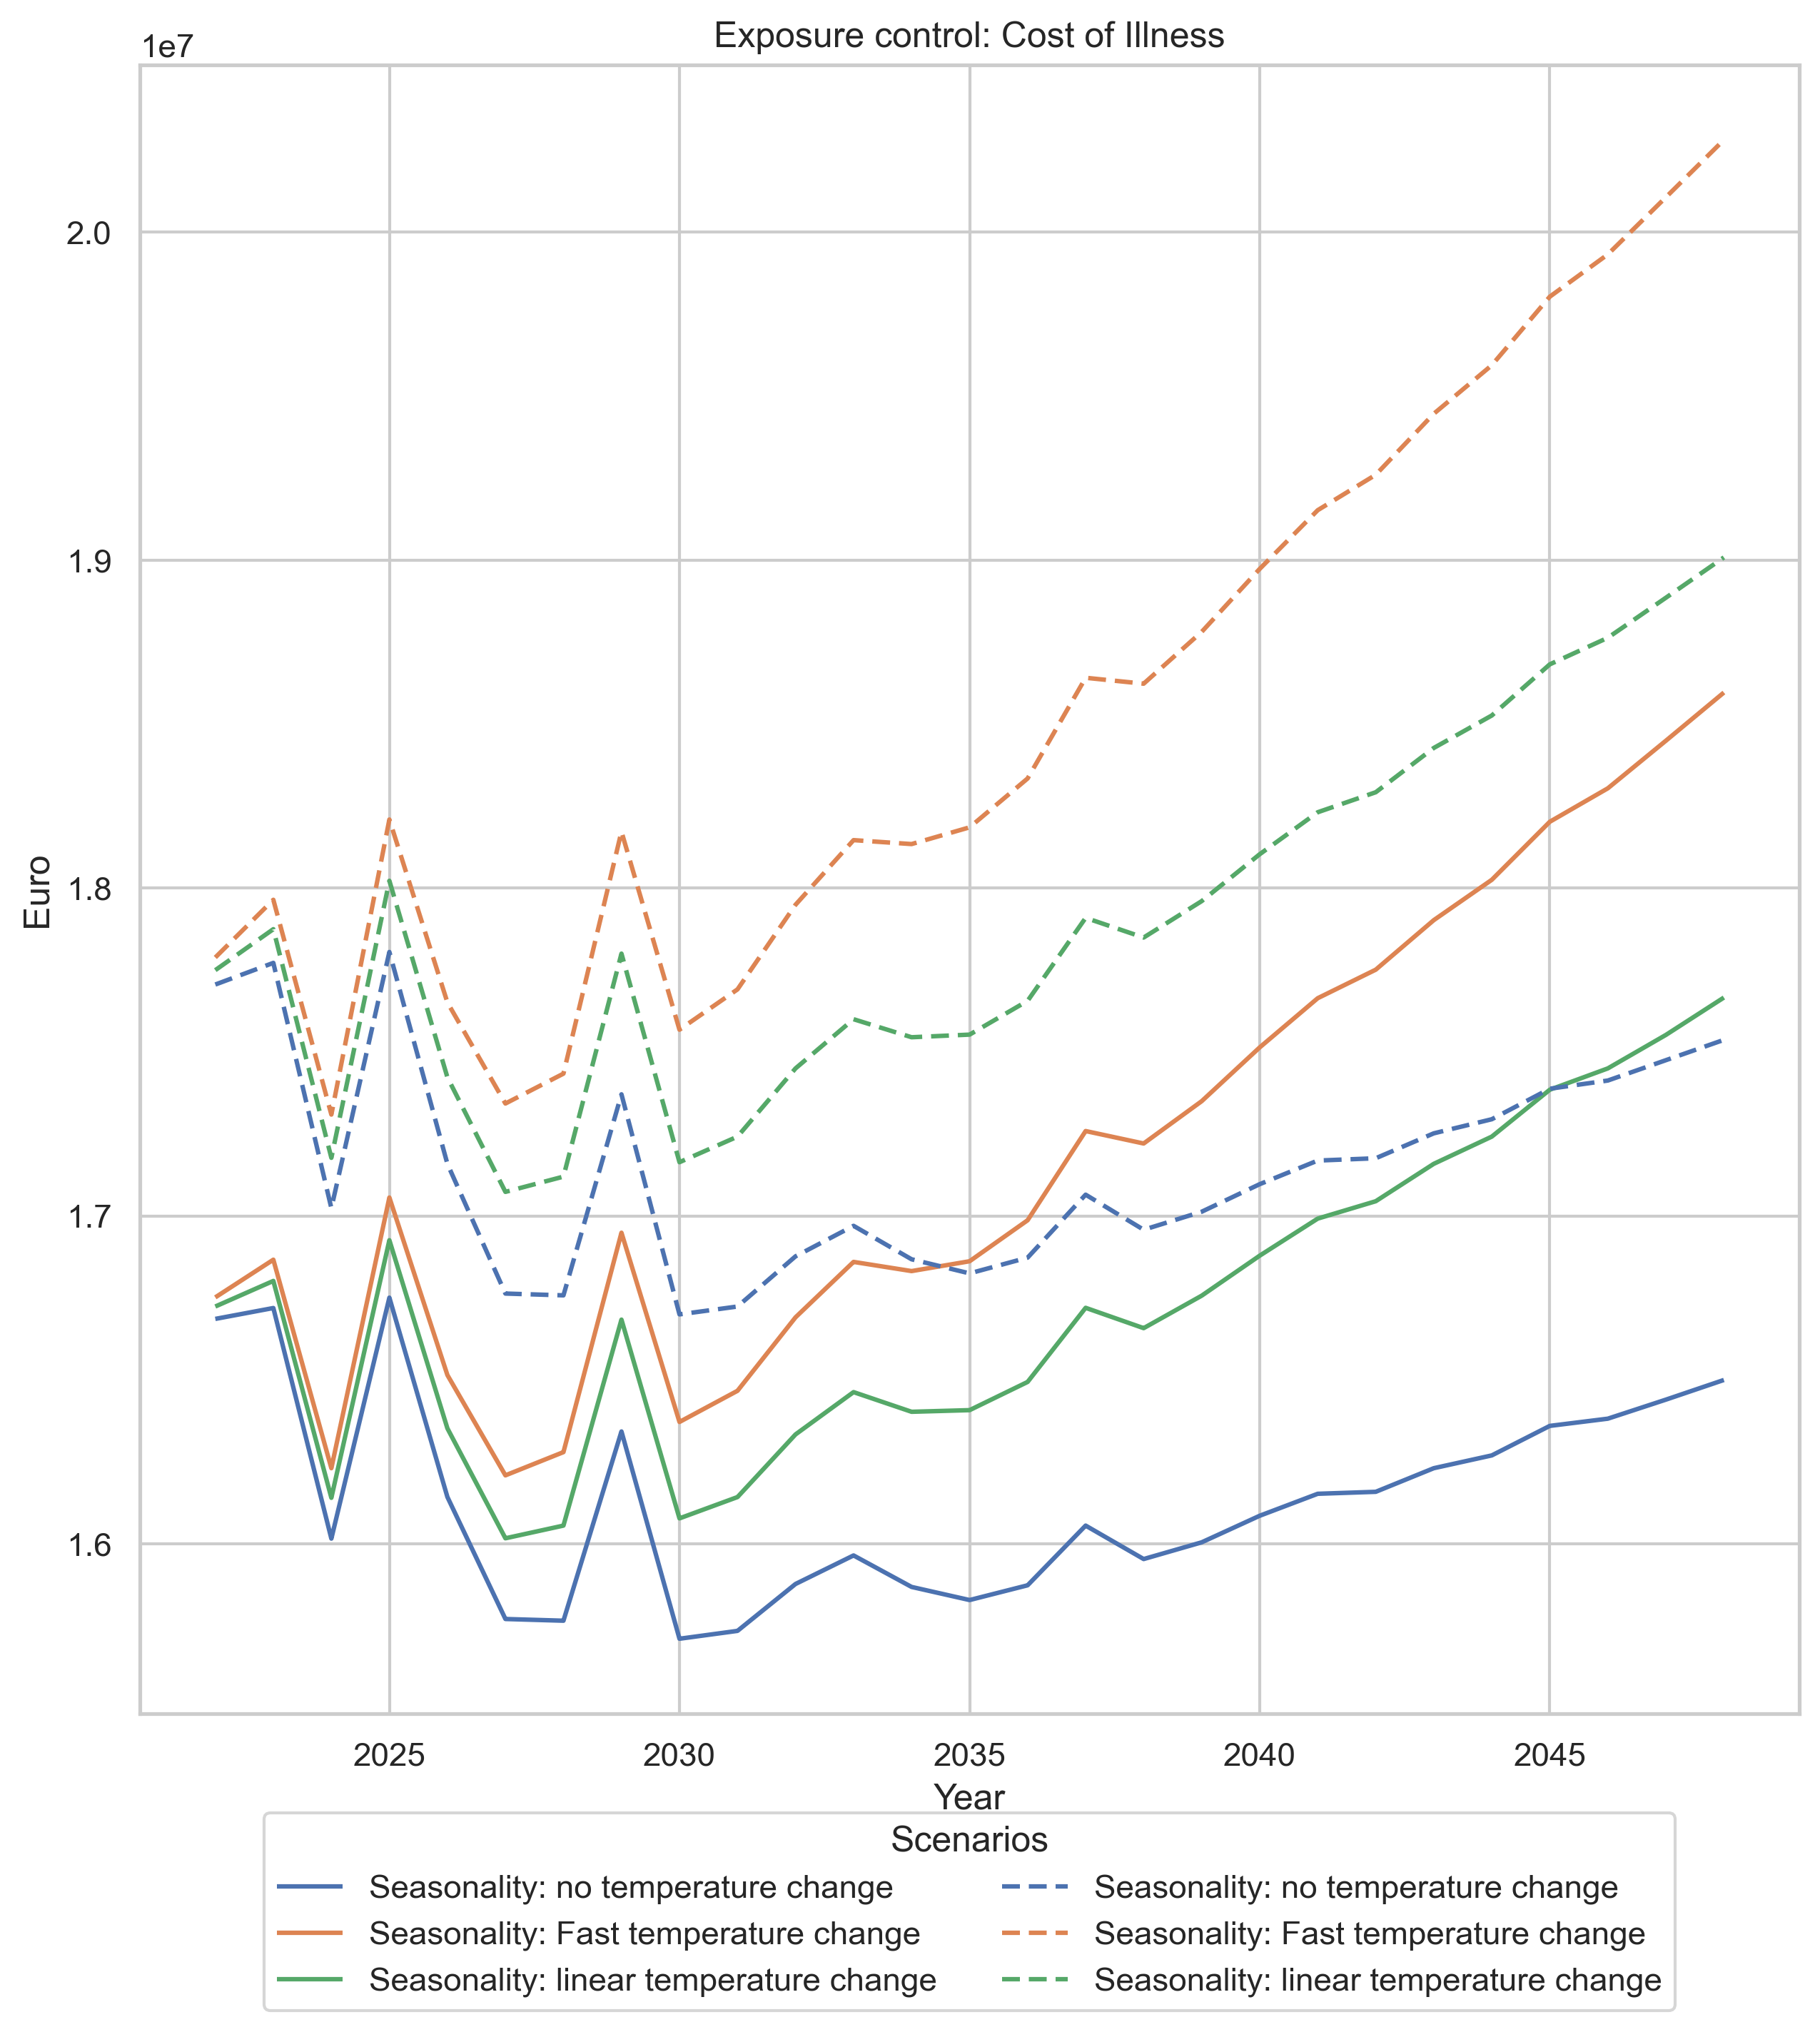 Exposure control: Cost of Illness
1e7
2.0
1.9
1.8
1.7
1.6
Euro
2025 2030 2035 2040 2045
Year
Scenarios
Seasonality: no temperature change Seasonality: no temperature change
Seasonality: Fast temperature change Seasonality: Fast temperature change
Seasonality: linear temperature change Seasonality: linear temperature change